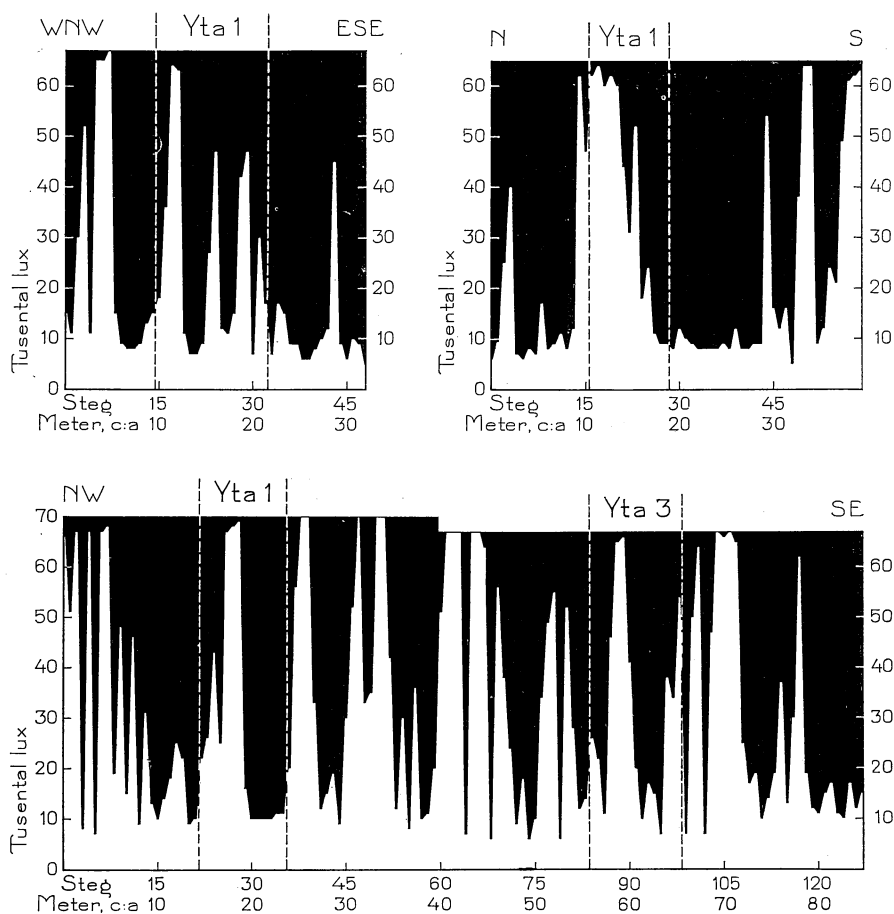 WNW Yta 1 ESE
60 60
50 50
40 40
30 30
20 20
10 10
0
Tusental lux
Steg 15 30 45
Meter, c:a 10 20 30
N Yta 1 S
60 60
50 50
40 40
30 30
20 20
10 10
0
Tusental lux
Steg 15 30 45
Meter, c:a 10 20 30
NW Yta 1 Yta 3 SE
70
60 60
50 50
40 40
30 30
20 20
10 10
0
Tusental lux
Steg 15 30 45 60 75 90 105 120
Meter, c:a 10 20 30 40 50 60 70 80